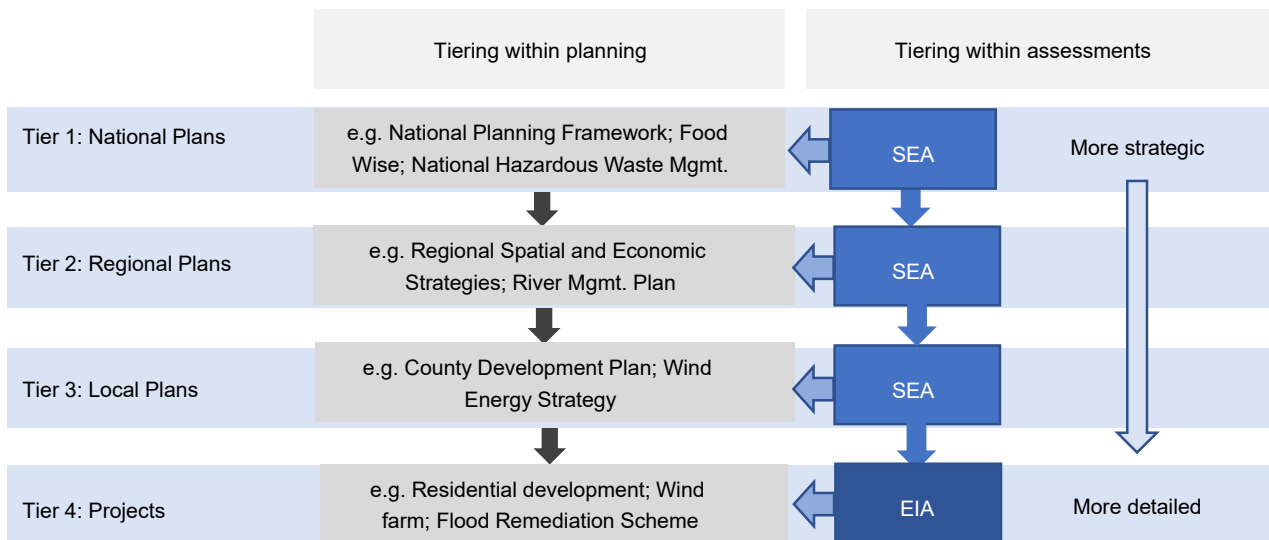 Tiering within planning
Tiering within assessments
Tier 1: National Plans
e.g. National Planning Framework; Food
Wise; National Hazardous Waste Mgmt.
SEA
More strategic
Tier 2: Regional Plans
e.g. Regional Spatial and Economic
Strategies; River Mgmt. Plan
SEA
Tier 3: Local Plans
e.g. County Development Plan; Wind
Energy Strategy
SEA
Tier 4: Projects
e.g. Residential development; Wind
farm; Flood Remediation Scheme
EIA
More detailed